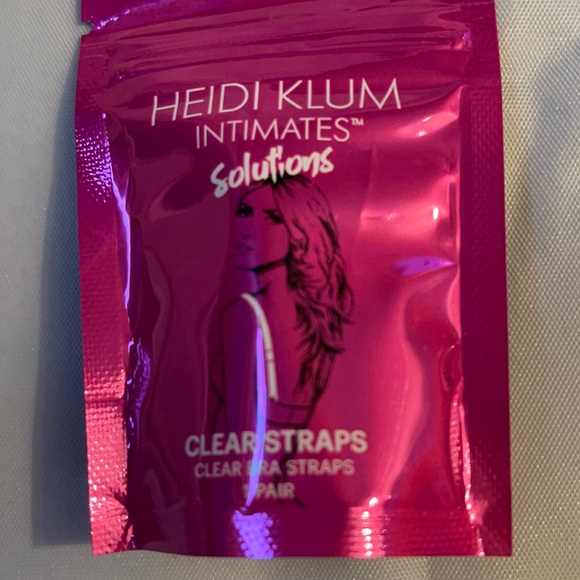 HEIDI KLUM
INTIMATES™
Solutions
CLEAR STRAPS
CLEAR BRA STRAPS
1 PAIR